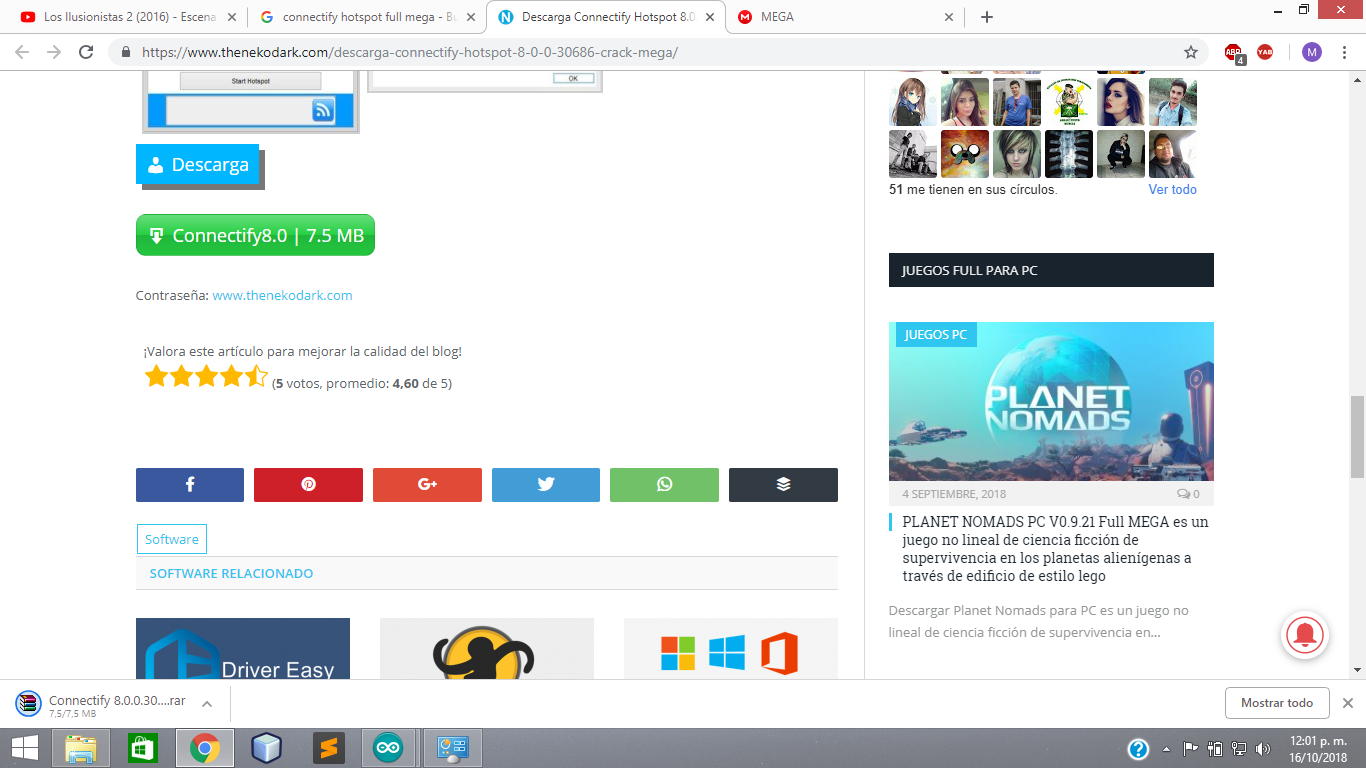 Los Ilusionistas 2 (2016) - Escena
connectify hotspot full mega - Bu
Descarga Connectify Hotspot 8.0
MEGA
https://www.thenekodark.com/descarga-connectify-hotspot-8-0-0-30686-crack-mega/
ABP
4
YAB
M
Start Hotspot
OK
Descarga
Connectify8.0 | 7.5 MB
Contraseña: www.thenekodark.com
¡Valora este artículo para mejorar la calidad del blog!
(5 votos, promedio: 4,60 de 5)
G+
Software
SOFTWARE RELACIONADO
Driver Easy
51 me tienen en sus círculos.
Ver todo
JUEGOS FULL PARA PC
JUEGOS PC
PLANET
NOMADS
4 SEPTIEMBRE, 2018
0
PLANET NOMADS PC V0.9.21 Full MEGA es un
juego no lineal de ciencia ficción de
supervivencia en los planetas alienígenas a
través de edificio de estilo lego
Descargar Planet Nomads para PC es un juego no
lineal de ciencia ficción de supervivencia en...
Connectify 8.0.0.30....rar
7,5/7,5 MB
Mostrar todo
12:01 p. m.
16/10/2018